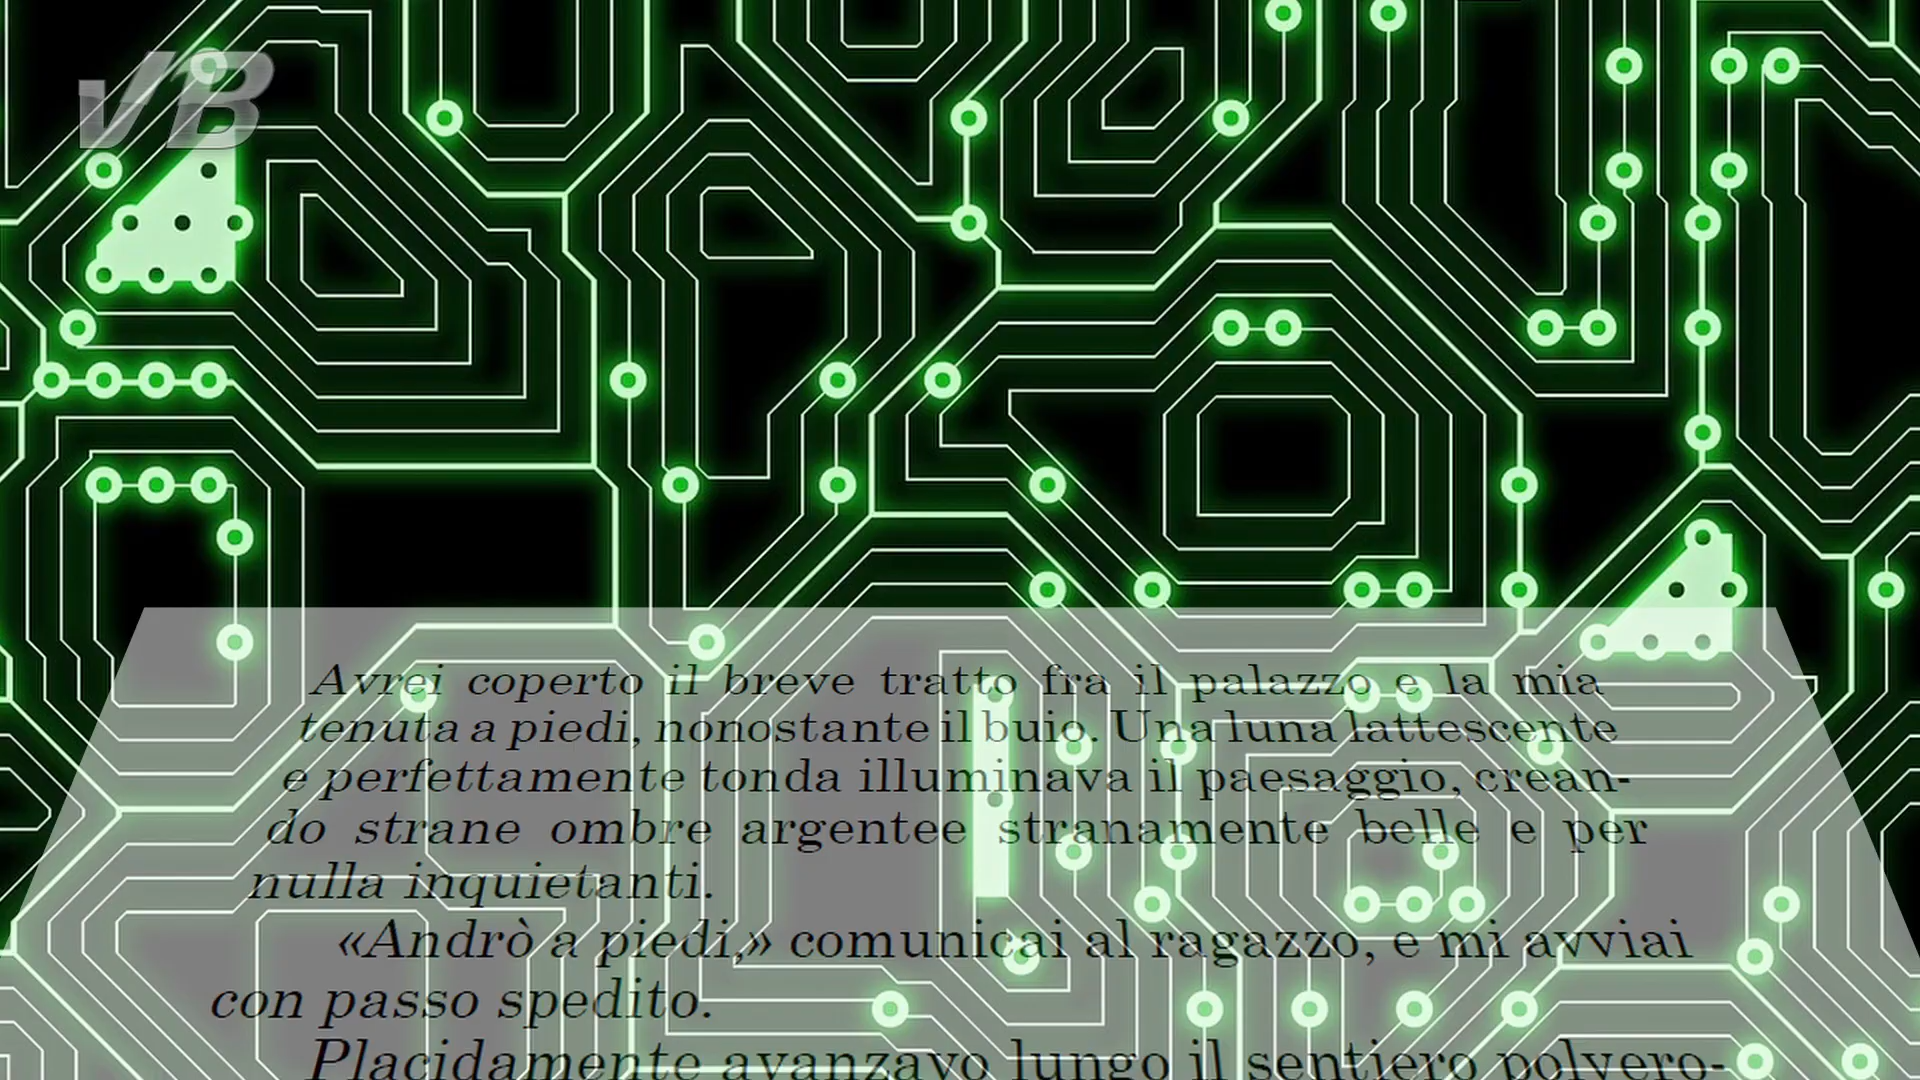 VB
Avrei coperto il breve tratto fra il palazzo e la mia
tenuta a piedi, nonostante il buio. Una luna lattescente
e perfettamente tonda illuminava il paesaggio, crean-
do strane ombre argentee stranamente belle e per
nulla inquietanti.
«Andrò a piedi,» comunicai al ragazzo, e mi avviai
con passo spedito.
Placidamente avanzavo lungo il sentiero polvero-